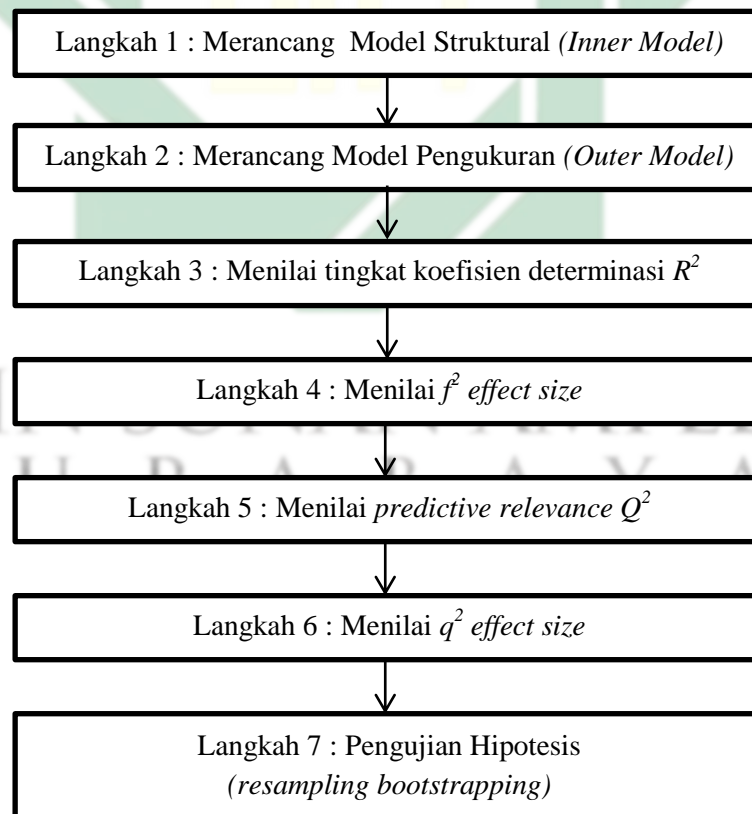 Langkah 1 : Merancang Model Struktural (Inner Model)
Langkah 2 : Merancang Model Pengukuran (Outer Model)
Langkah 3 : Menilai tingkat koefisien determinasi R²
Langkah 4 : Menilai f² effect size
Langkah 5 : Menilai predictive relevance Q²
Langkah 6 : Menilai q² effect size
Langkah 7 : Pengujian Hipotesis
(resampling bootstrapping)